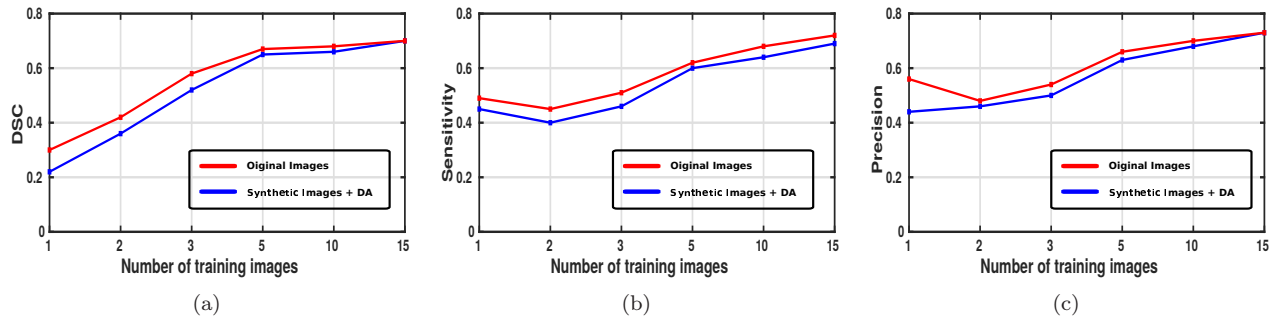 0.8
0.6
0.4
0.2
0
DSC
Oiginal Images
Synthetic Images + DA
1 2 3 5 10 15
Number of training images
(a)
0.8
0.6
0.4
0.2
0
Sensitivity
Oiginal Images
Synthetic Images + DA
1 2 3 5 10 15
Number of training images
(b)
0.8
0.6
0.4
0.2
0
Precision
Oiginal Images
Synthetic Images + DA
1 2 3 5 10 15
Number of training images
(c)